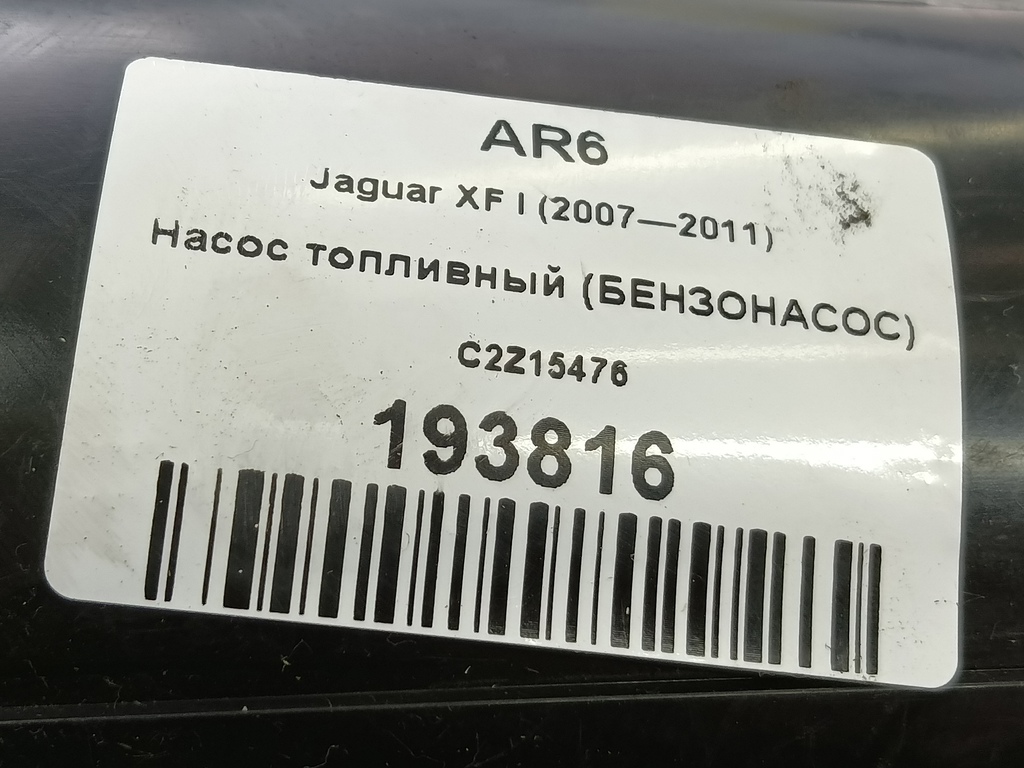 AR6
Jaguar XF I (2007—2011)
Насос топливный (БЕНЗОНАСОС)
C2Z15476
193816